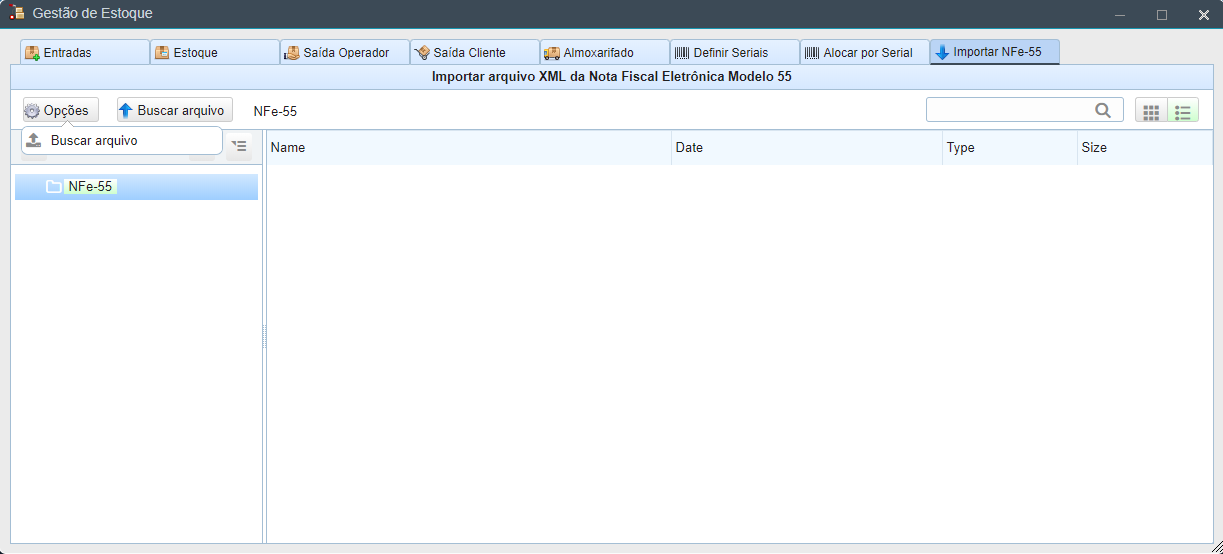 Gestão de Estoque
Entradas Estoque Saída Operador Saída Cliente Almoxarifado Definir Seriais Alocar por Serial Importar NFe-55
Importar arquivo XML da Nota Fiscal Eletrônica Modelo 55
Opções Buscar arquivo NFe-55
Buscar arquivo
Name Date Type Size
NFe-55